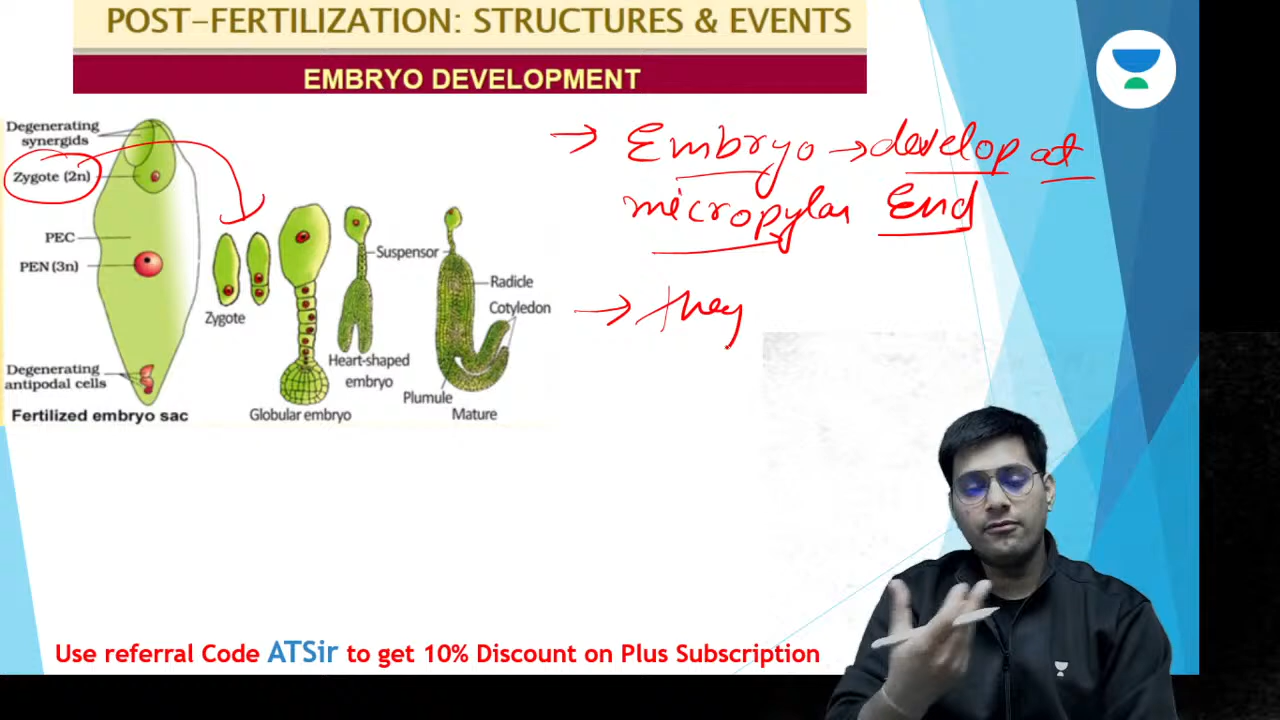 POST-FERTILIZATION: STRUCTURES & EVENTS
EMBRYO DEVELOPMENT
Degenerating
synergids
Zygote (2n)
PEC
PEN (3n)
Degenerating
antipodal cells
Fertilized embryo sac
Zygote
Globular embryo
Suspensor
Heart-shaped
embryo
Radicle
Cotyledon
Plumule
Mature
→ Embryo → develop at
micropylar End
→ they
Use referral Code ATSir to get 10% Discount on Plus Subscription